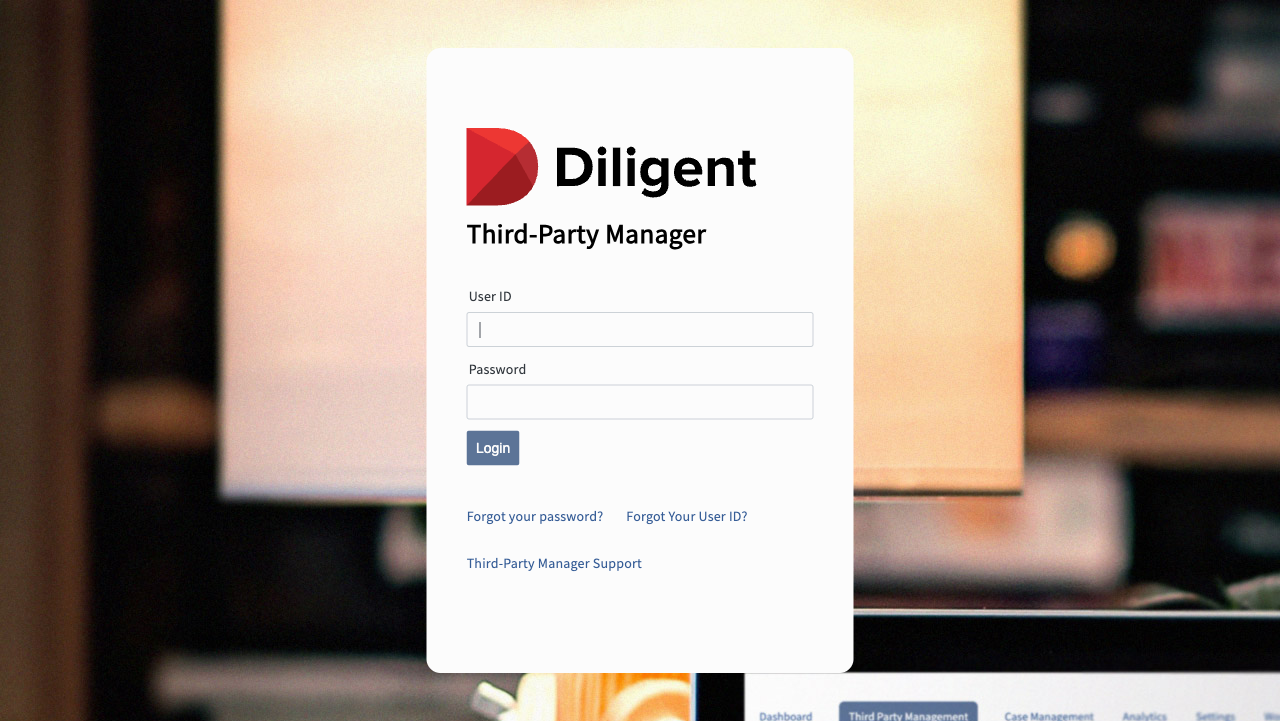 Diligent
Third-Party Manager
User ID
Password
Login
Forgot your password? Forgot Your User ID?
Third-Party Manager Support
Dashboard Third Party Management Case Management Analytics Settings